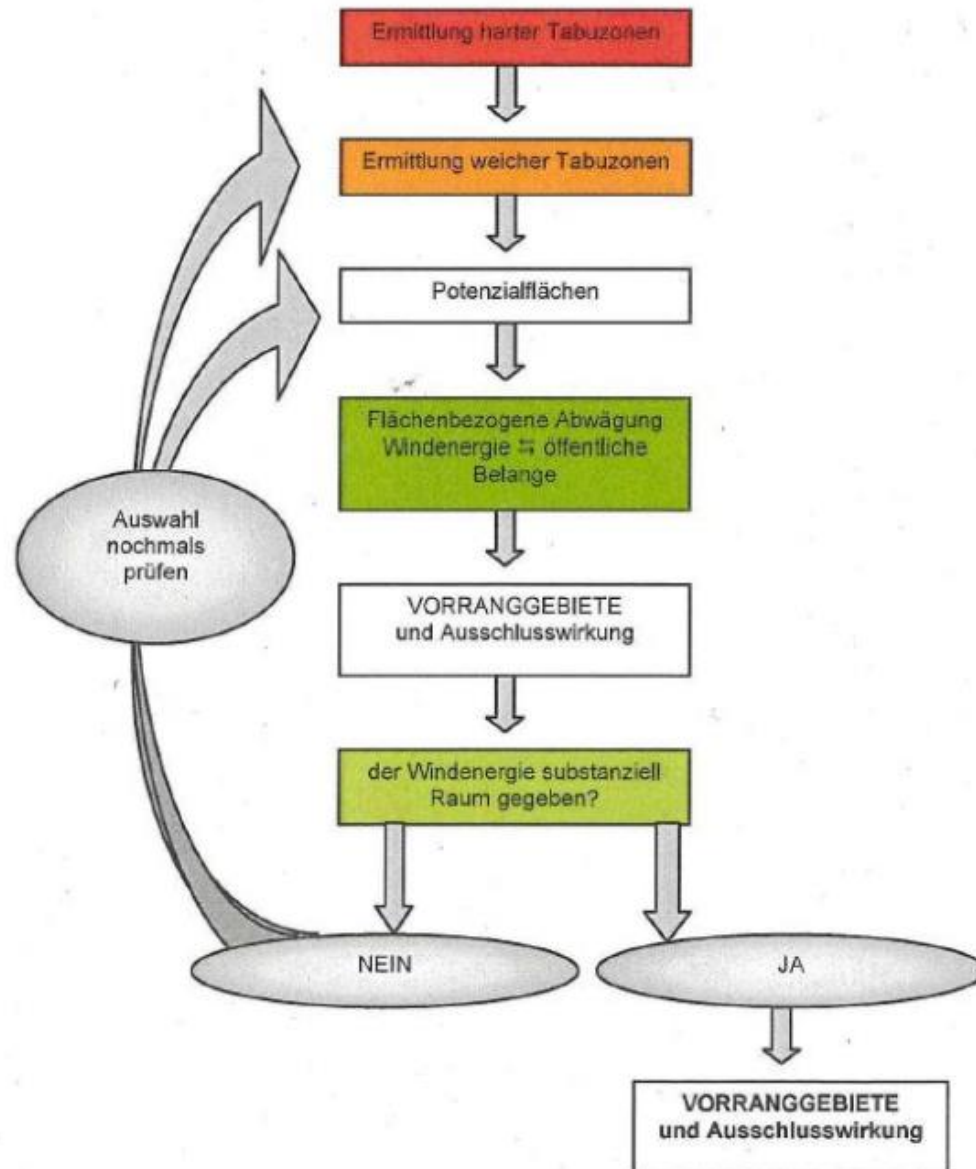 Ermittlung harter Tabuzonen
Ermittlung weicher Tabuzonen
Potenzialflächen
Flächenbezogene Abwägung
Windenergie ⇆ öffentliche
Belange
Auswahl
nochmals
prüfen
VORRANGGEBIETE
und Ausschlusswirkung
der Windenergie substanziell
Raum gegeben?
NEIN
JA
VORRANGGEBIETE
und Ausschlusswirkung